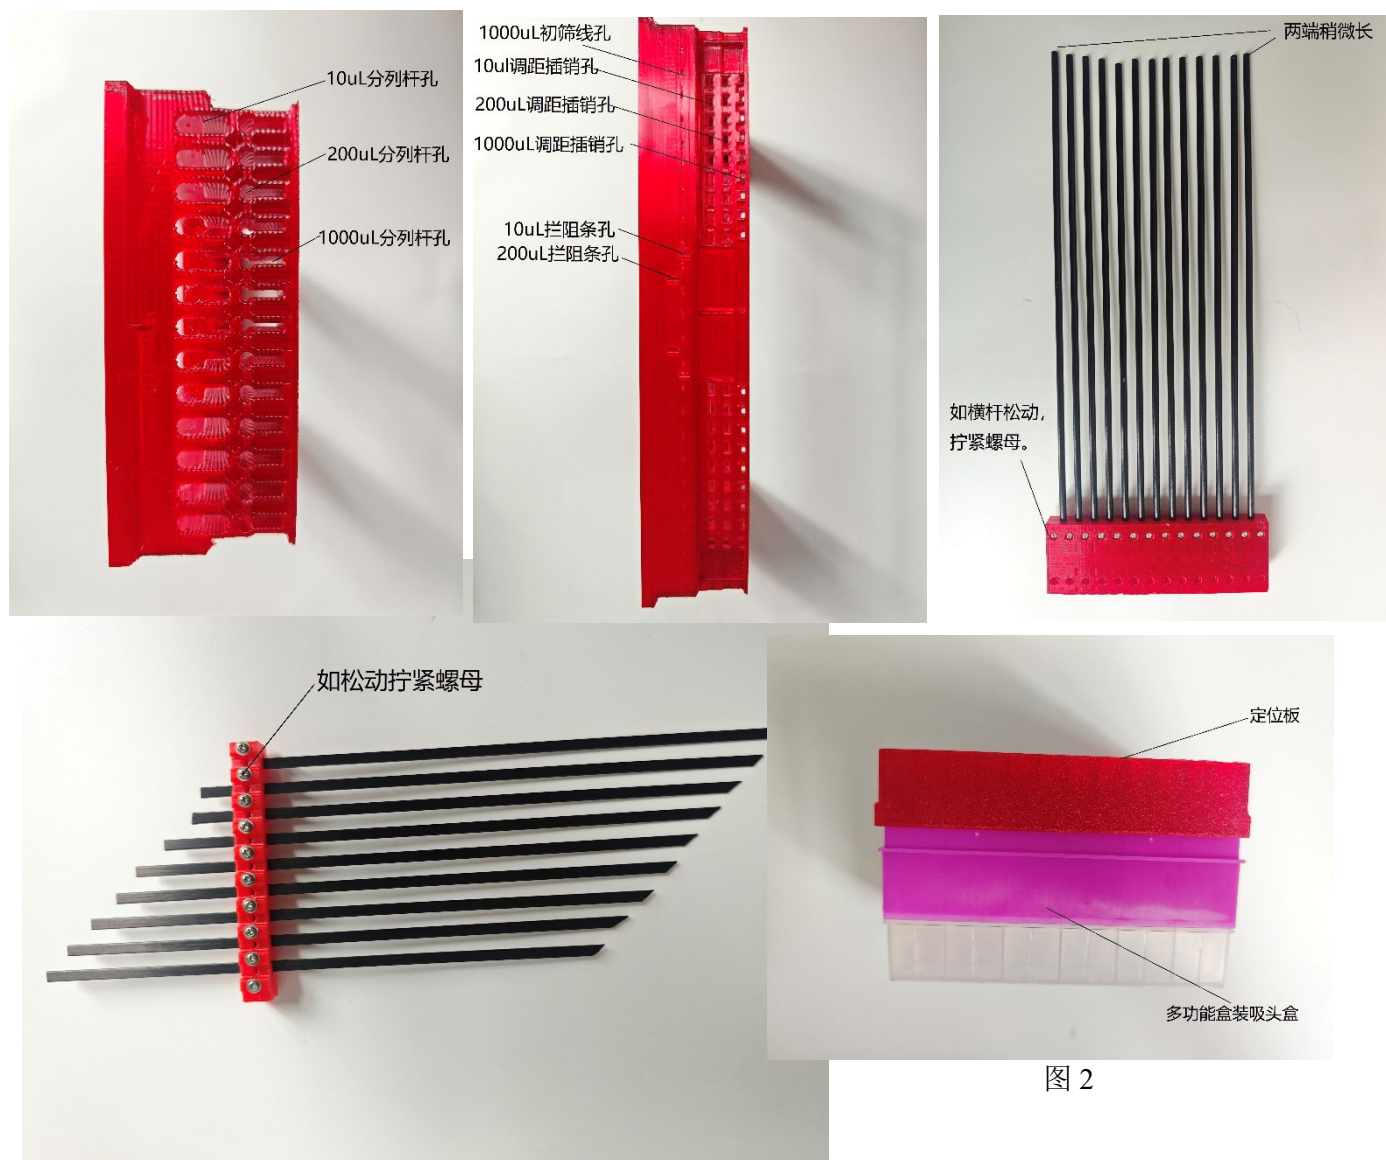 10uL分列杆孔
200uL分列杆孔
1000uL分列杆孔
1000uL初筛线孔
10ul调距插销孔
200uL调距插销孔
1000uL调距插销孔
10uL拦阻条孔
200uL拦阻条孔
两端稍微长
如横杆松动,
拧紧螺母。
如松动拧紧螺母
定位板
多功能盒装吸头盒
图 2